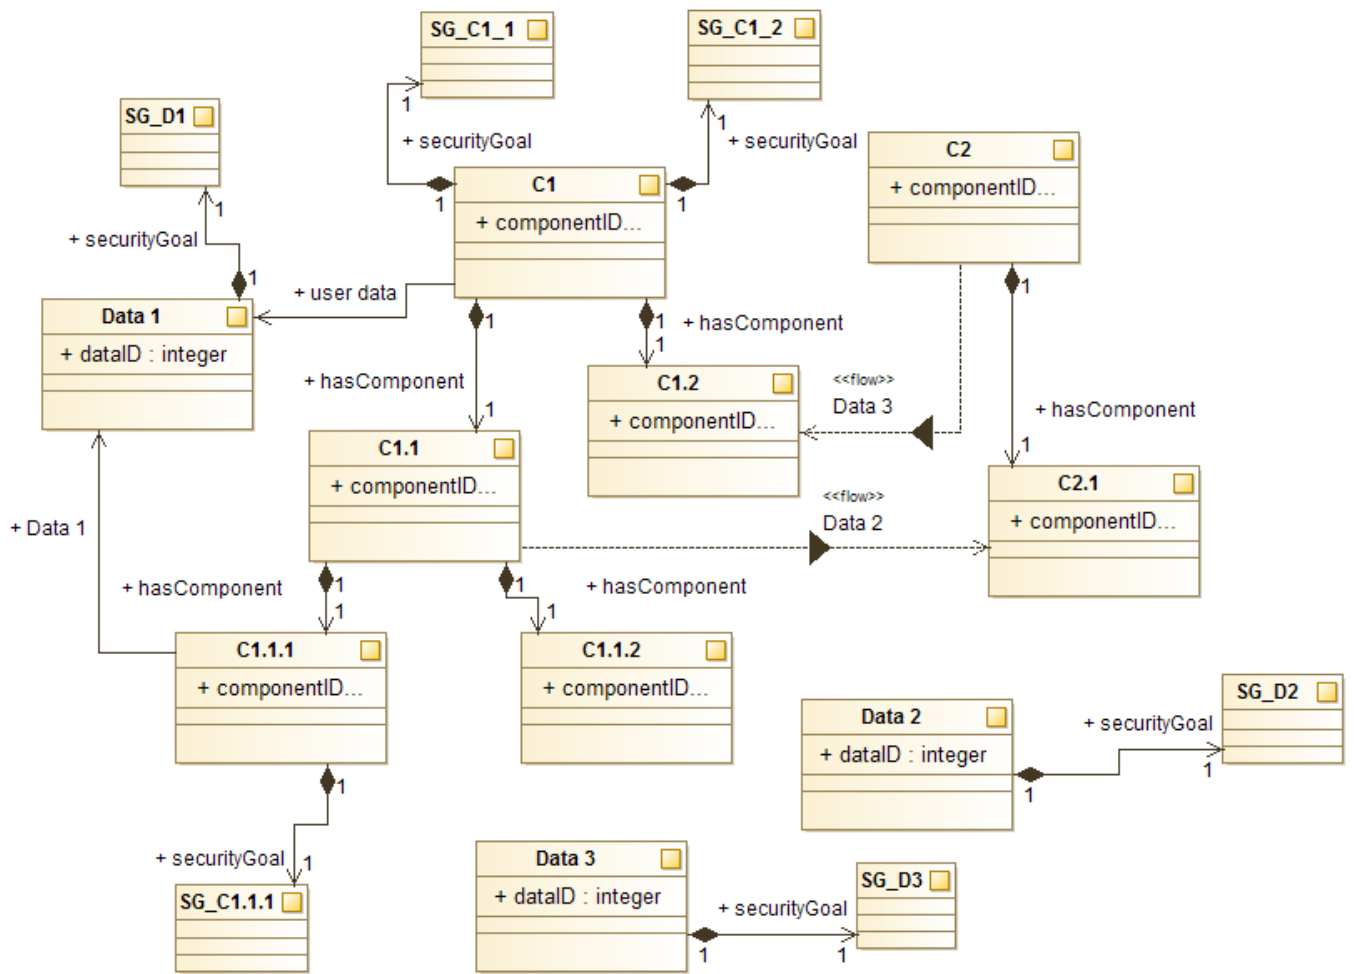 SG_C1_1
SG_C1_2
1
+ securityGoal
1
+ securityGoal
SG_D1
C2
+ componentID...
1
C1
+ componentID...
1
1
1
+ securityGoal
1
+ user data
Data 1
+ dataID : integer
1
1
+ hasComponent
1
1
+ hasComponent
1
C1.2
+ componentID...
<<flow>>
Data 3
+ hasComponent
1
C1.1
+ componentID...
C2.1
+ componentID...
<<flow>>
Data 2
+ Data 1
+ hasComponent
1
1
1
+ hasComponent
1
C1.1.1
+ componentID...
C1.1.2
+ componentID...
1
+ securityGoal
1
SG_C1.1.1
Data 2
+ dataID : integer
1
+ securityGoal
1
SG_D2
Data 3
+ dataID : integer
1
+ securityGoal
1
SG_D3